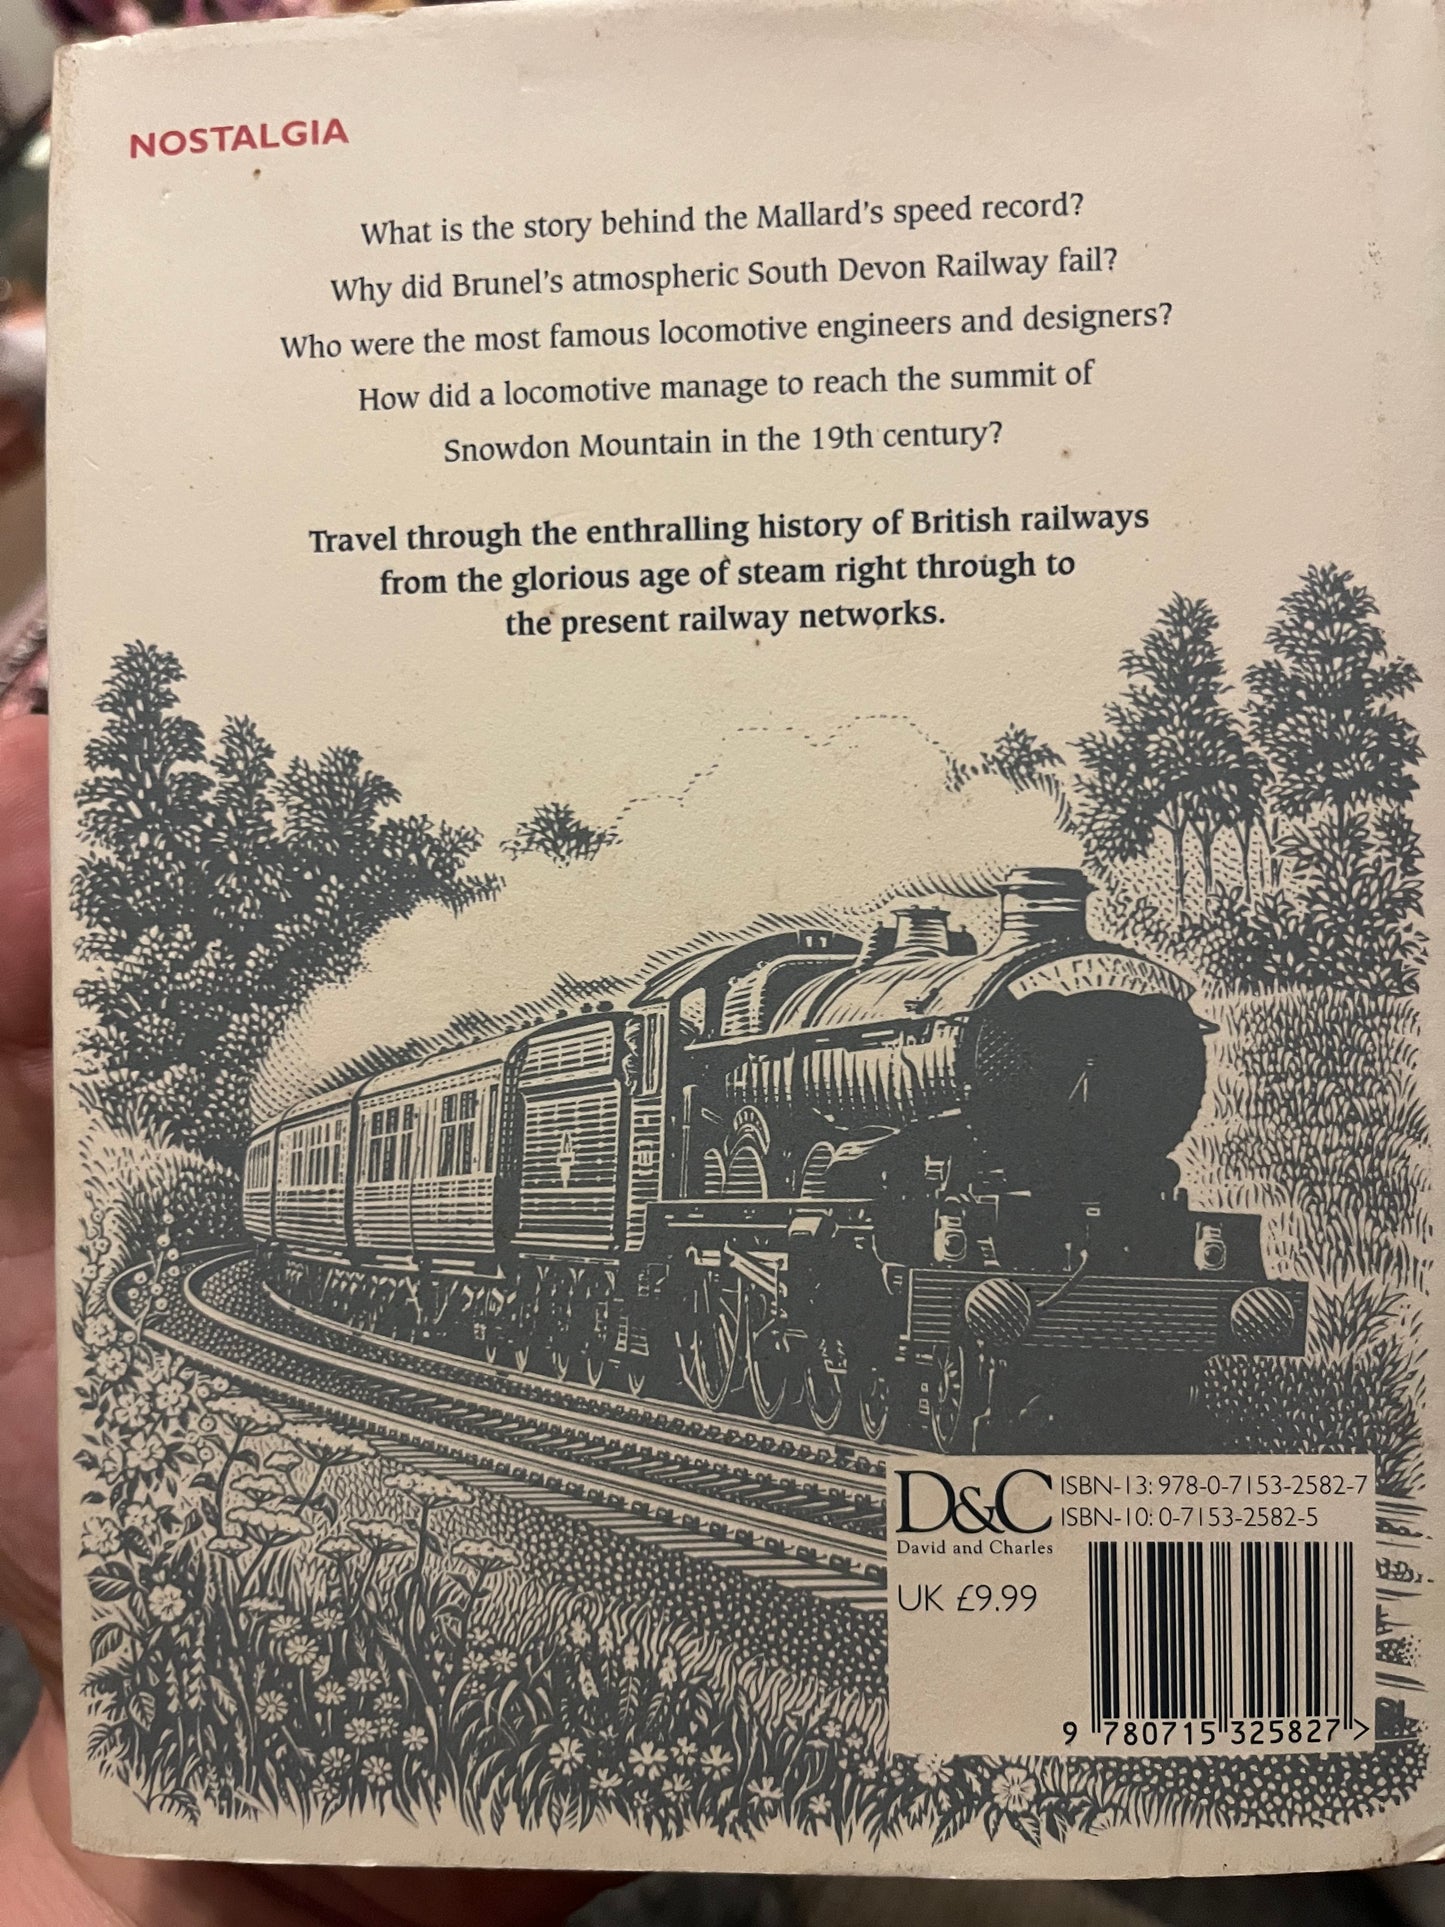 NOSTALGIA
What is the story behind the Mallard's speed record?
Why did Brunel's atmospheric South Devon Railway fail?
Who were the most famous locomotive engineers and designers?
How did a locomotive manage to reach the summit of
Snowdon Mountain in the 19th century?
Travel through the enthralling history of British railways
from the glorious age of steam right through to
the present railway networks.
D&C
David and Charles
ISBN-13: 978-0-7153-2582-7
ISBN-10: 0-7153-2582-5
UK £9.99
9 780715 325827 >